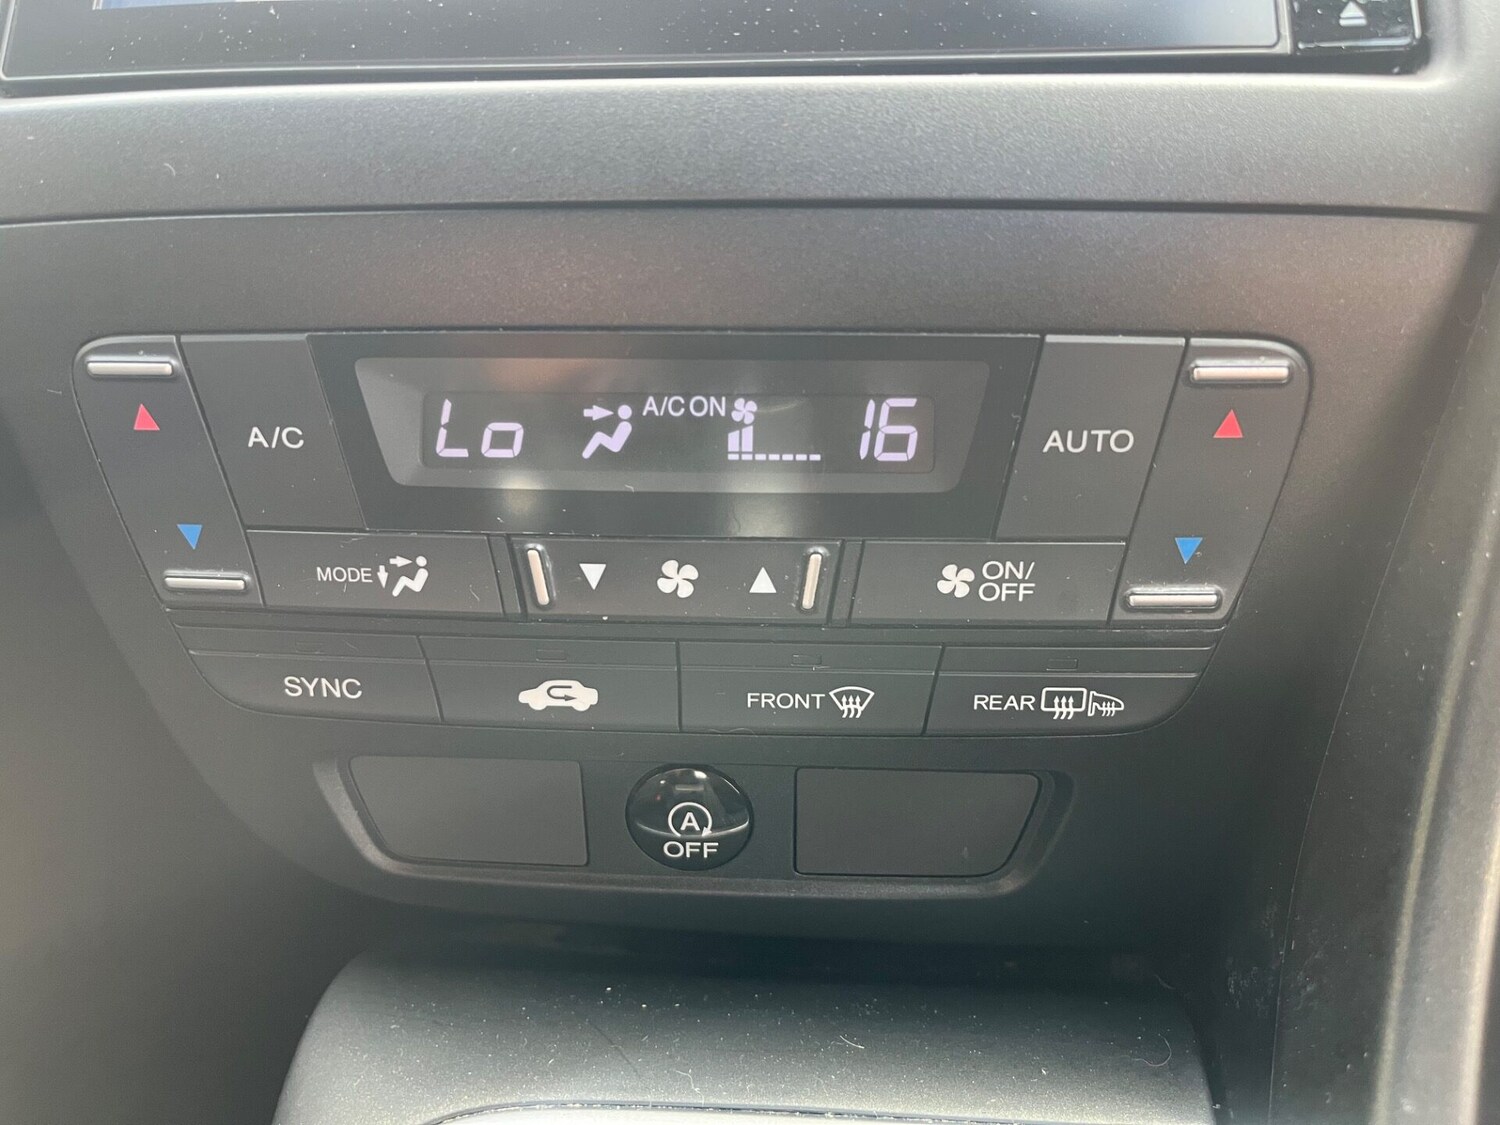 Lo A/C ON 16
A/C
AUTO
MODE
ON/
OFF
SYNC
FRONT
REAR
A
OFF